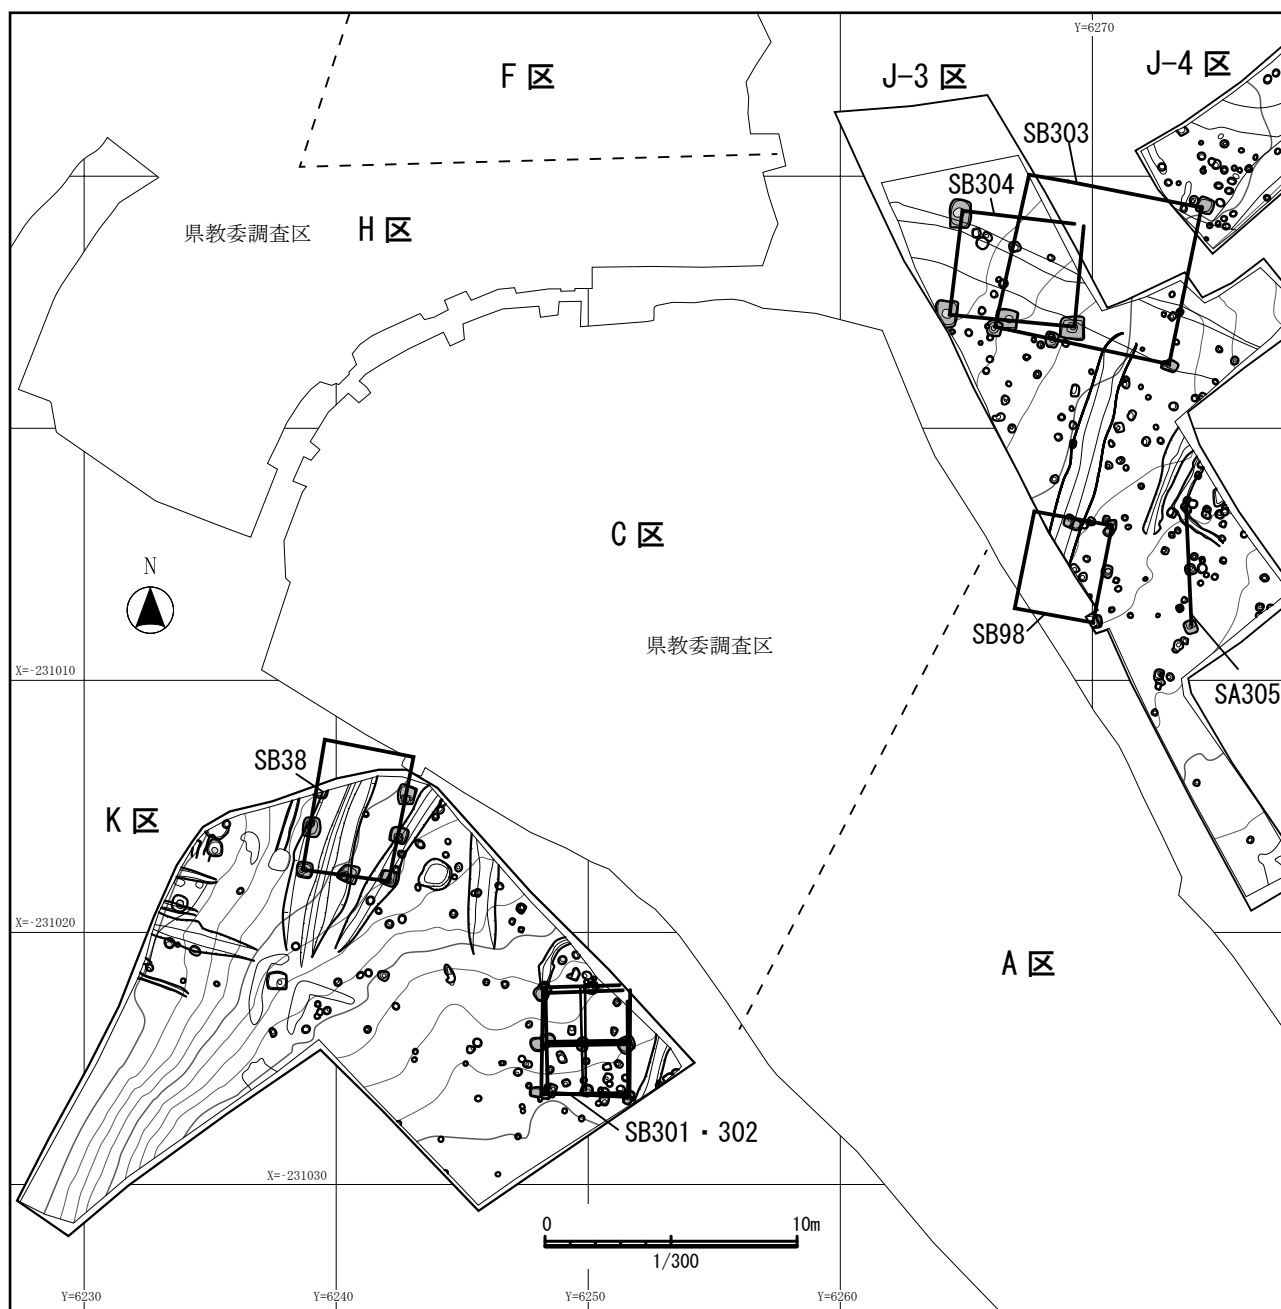 Y=6270
F 区
J-3 区
J-4 区
SB303
SB304
県教委調査区
H 区
C 区
N
県教委調査区
SB98
X=-231010
SA305
SB38
K 区
X=-231020
A 区
SB301・302
X=-231030
0
10m
1/300
Y=6230
Y=6240
Y=6250
Y=6260